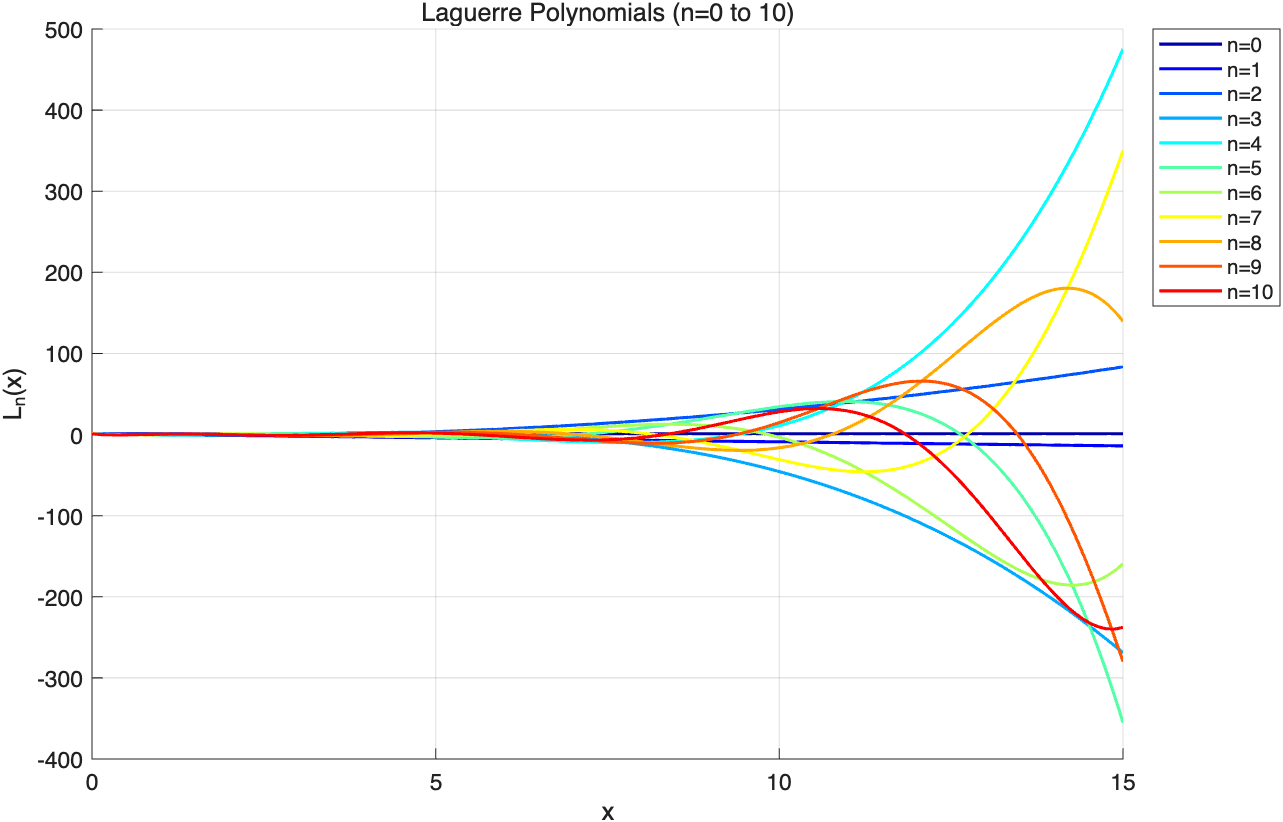 Laguerre Polynomials (n=0 to 10)
500
400
300
200
100
0
-100
-200
-300
-400
Lₙ(x)
0
5
10
15
x
n=0
n=1
n=2
n=3
n=4
n=5
n=6
n=7
n=8
n=9
n=10